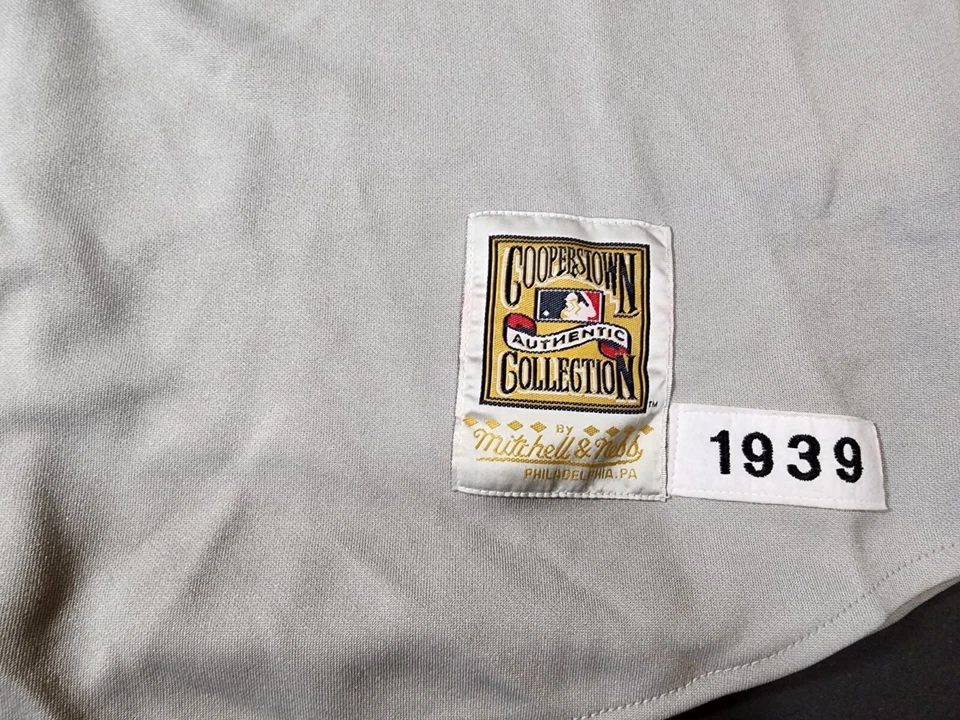 COOPERSTOWN
AUTHENTIC
COLLECTION
TM
BY
Mitchell & Ness
PHILADELPHIA, PA
1939